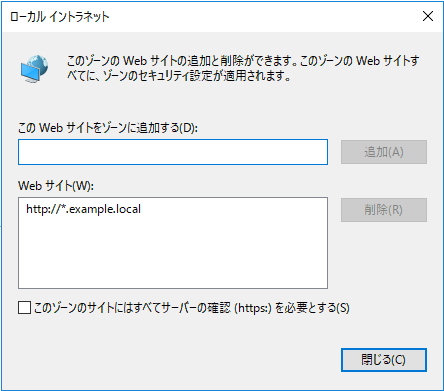 ローカル イントラネット
このゾーンの Web サイトの追加と削除ができます。このゾーンの Web サイトす
べてに、ゾーンのセキュリティ設定が適用されます。
この Web サイトをゾーンに追加する(D):
追加(A)
Web サイト(W):
http://*.example.local
削除(R)
このゾーンのサイトにはすべてサーバーの確認 (https:) を必要とする(S)
閉じる(C)